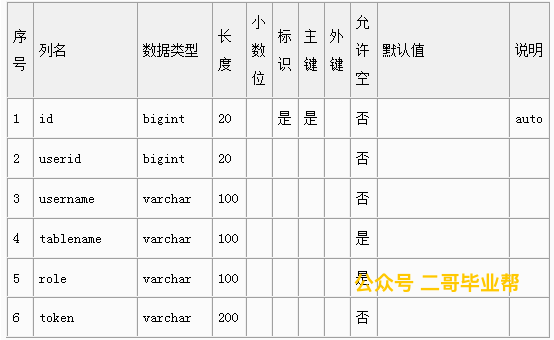 序号 列名 数据类型 长度 小数位 标识 主键 外键 允许空 默认值 说明
1 id bigint 20 是 是 否 auto
2 userid bigint 20 否
3 username varchar 100 否
4 tablename varchar 100 是
5 role varchar 100 是
公众号 二哥毕业帮
6 token varchar 200 否